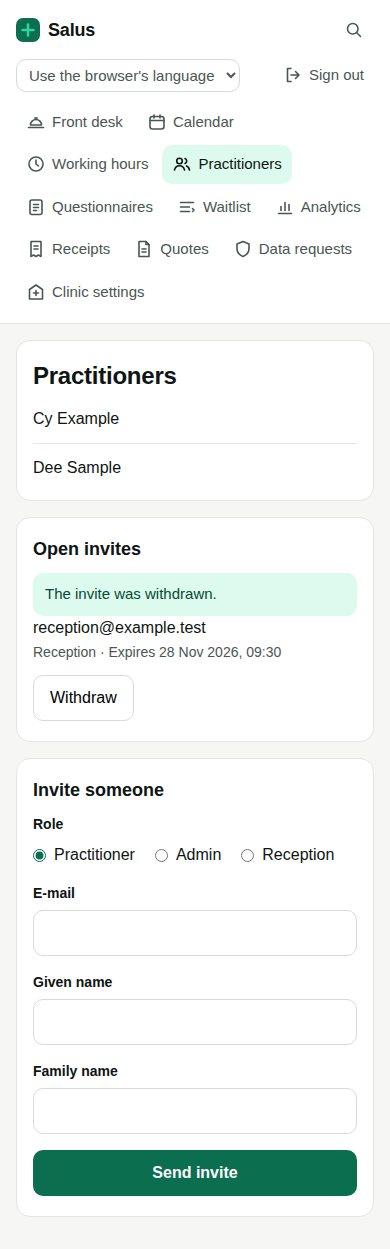 Salus
Use the browser's language
Sign out
Front desk
Calendar
Working hours
Practitioners
Questionnaires
Waitlist
Analytics
Receipts
Quotes
Data requests
Clinic settings
Practitioners
Cy Example
Dee Sample
Open invites
The invite was withdrawn.
reception@example.test
Reception · Expires 28 Nov 2026, 09:30
Withdraw
Invite someone
Role
Practitioner
Admin
Reception
E-mail
Given name
Family name
Send invite